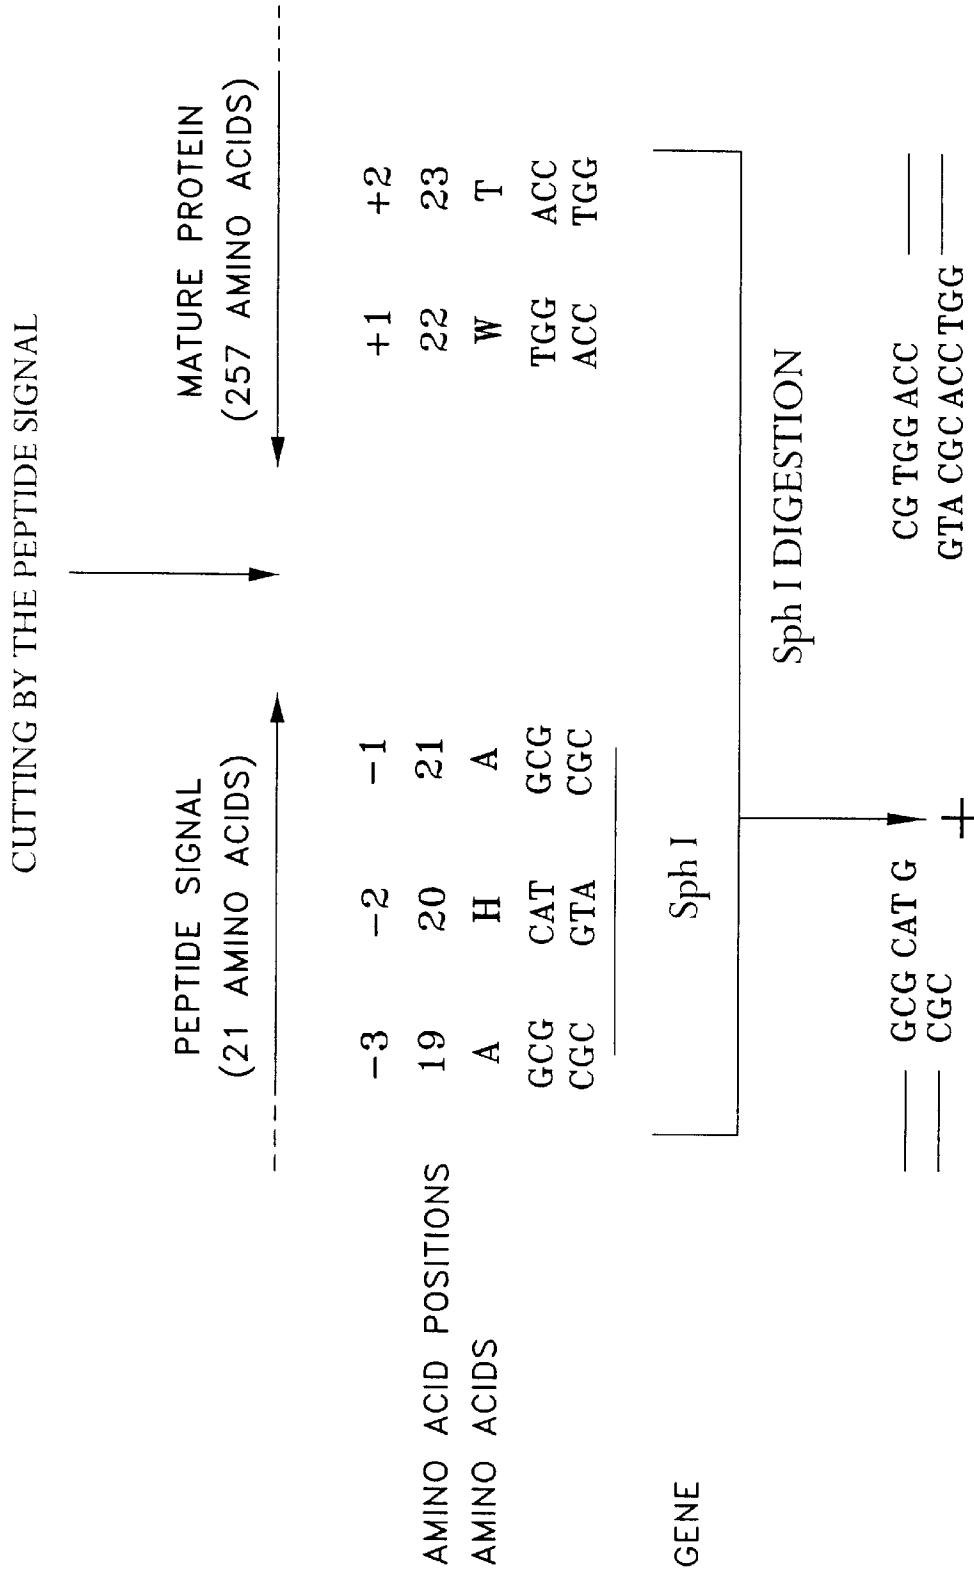 CUTTING BY THE PEPTIDE SIGNAL
PEPTIDE SIGNAL MATURE PROTEIN
(21 AMINO ACIDS) (257 AMINO ACIDS)
-3 -2 -1 +1 +2
AMINO ACID POSITIONS 19 20 21 22 23
AMINO ACIDS A H A W T
GCG CAT GCG TGG ACC
CGC GTA CGC ACC TGG
GENE Sph I
Sph I DIGESTION
GCG CAT G CG TGG ACC
CGC + GTA CGC ACC TGG